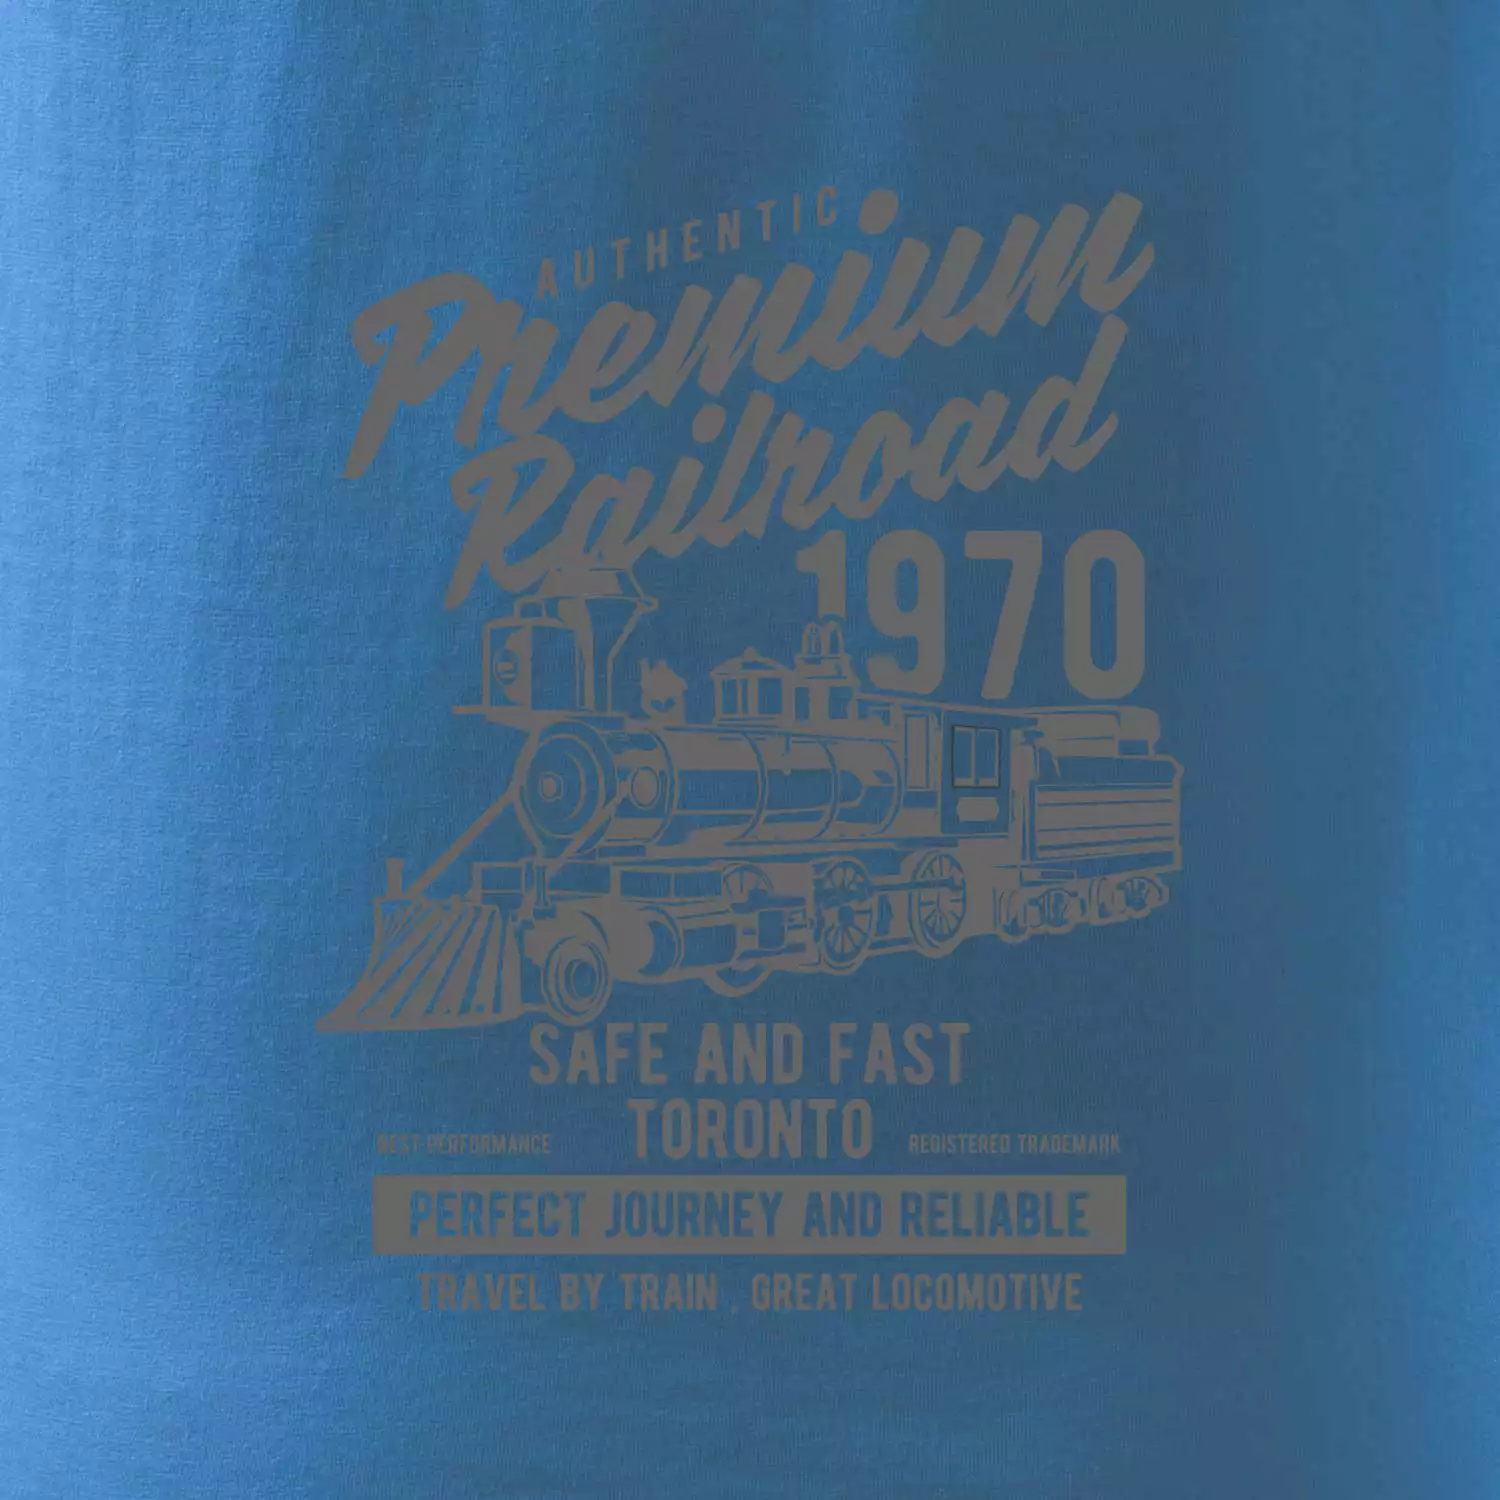 AUTHENTIC
Premium
Railroad
1970
SAFE AND FAST
TORONTO
BEST PERFORMANCE
REGISTERED TRADEMARK
PERFECT JOURNEY AND RELIABLE
TRAVEL BY TRAIN , GREAT LOCOMOTIVE